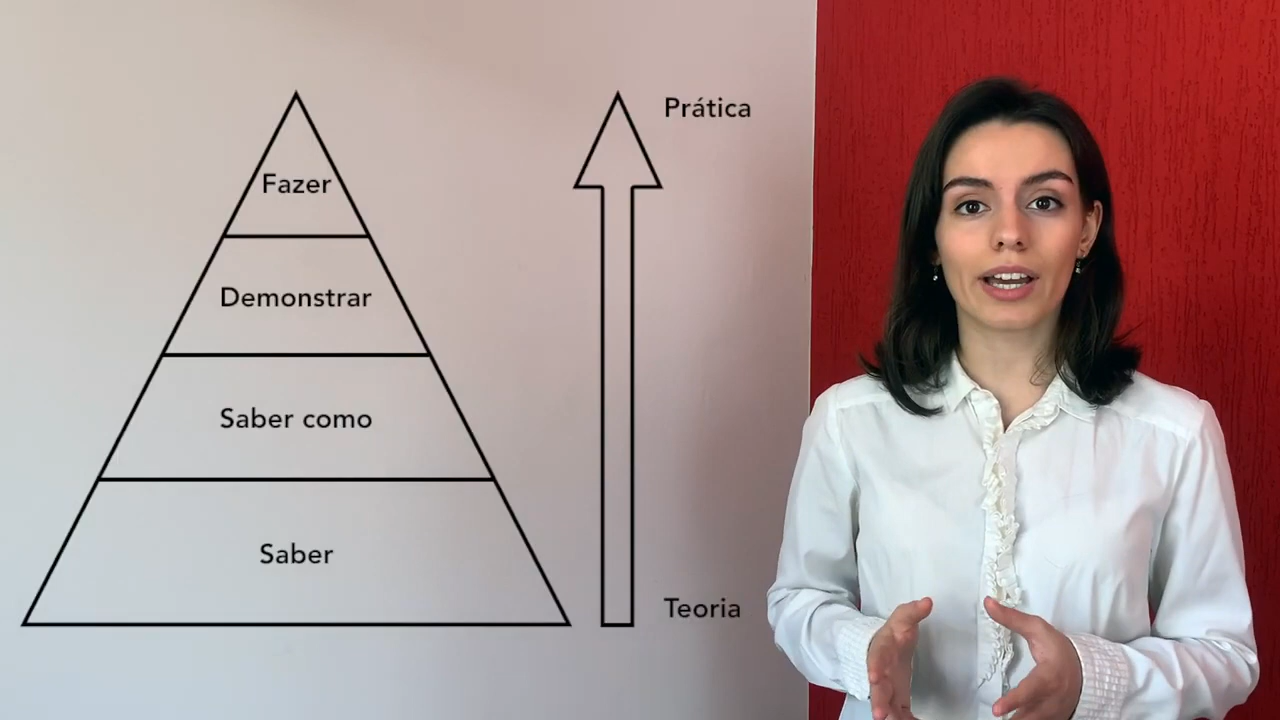 Fazer
Demonstrar
Saber como
Saber
Prática
Teoria